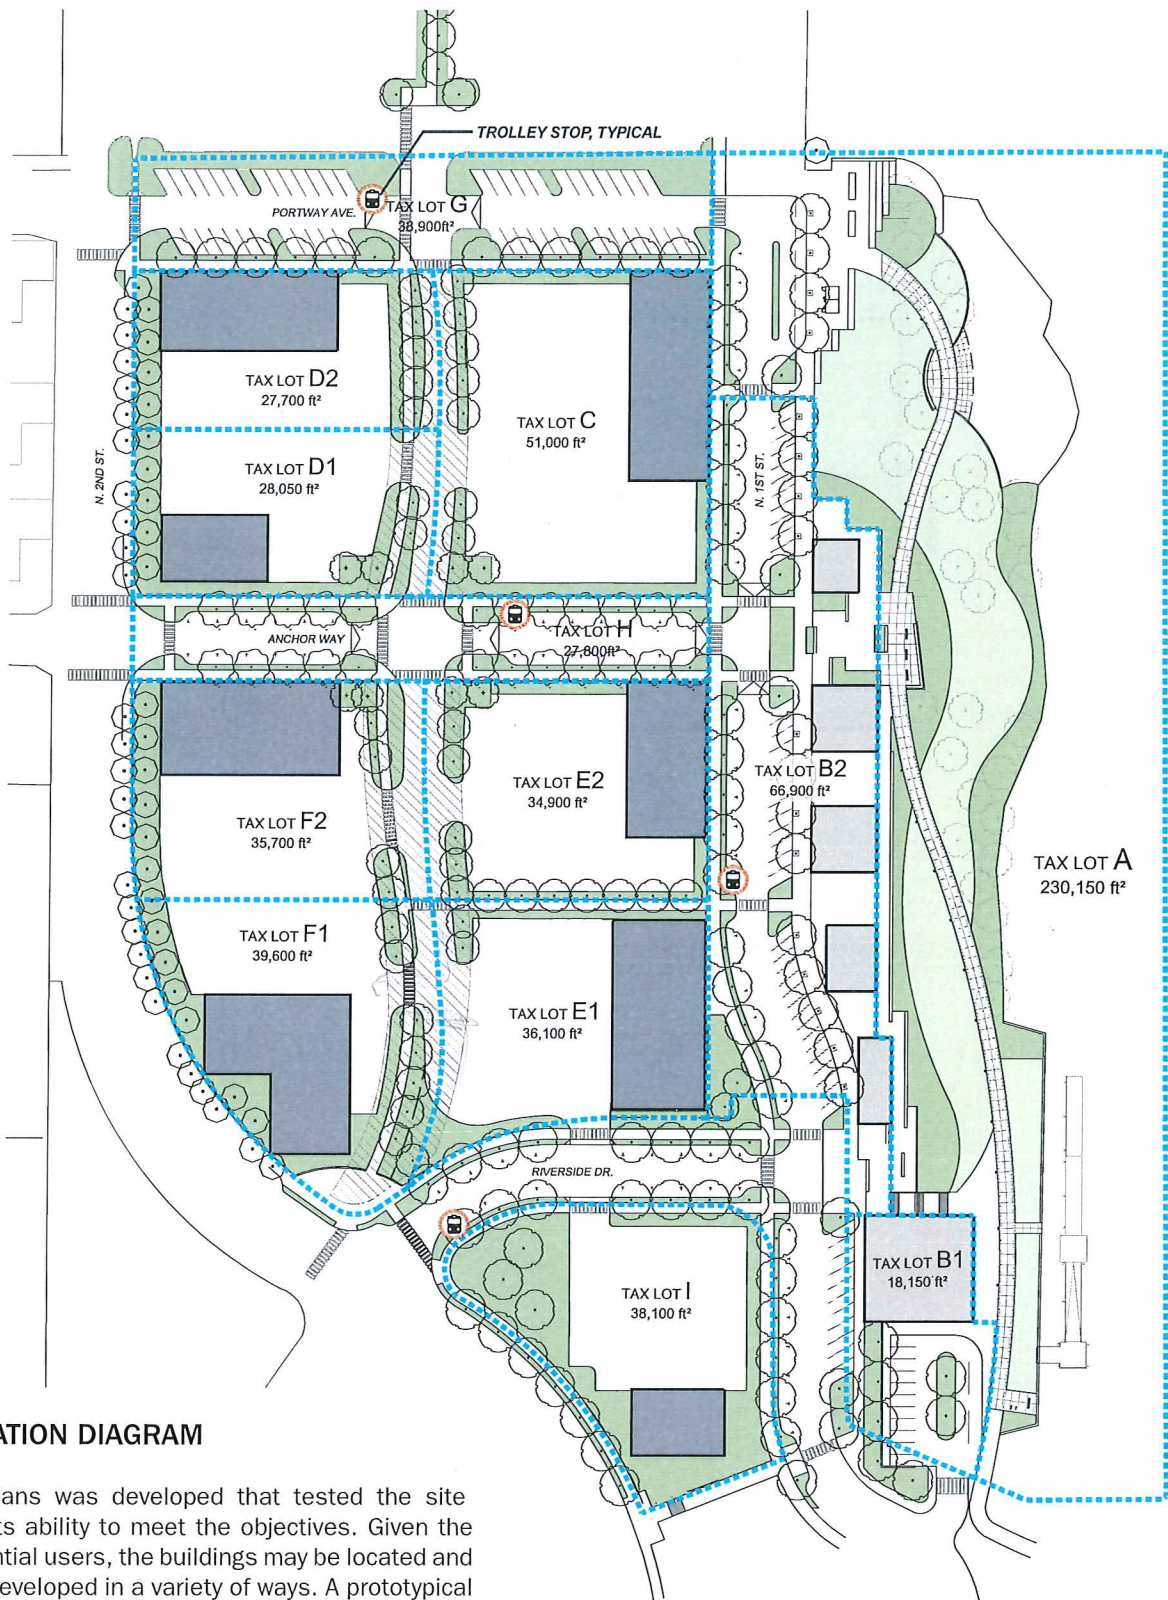 TROLLEY STOP, TYPICAL
PORTWAY AVE.
TAX LOT G
38,900ft²
TAX LOT D2
27,700 ft²
TAX LOT C
51,000 ft²
N. 2ND ST.
TAX LOT D1
28,050 ft²
N. 1ST ST.
ANCHOR WAY
TAX LOT H
27,800ft²
TAX LOT E2
34,900 ft²
TAX LOT B2
66,900 ft²
TAX LOT F2
35,700 ft²
TAX LOT A
230,150 ft²
TAX LOT F1
39,600 ft²
TAX LOT E1
36,100 ft²
RIVERSIDE DR.
TAX LOT B1
18,150 ft²
TAX LOT I
38,100 ft²
ATION DIAGRAM
ans was developed that tested the site
ts ability to meet the objectives. Given the
ntial users, the buildings may be located and
eveloped in a variety of ways. A prototypical